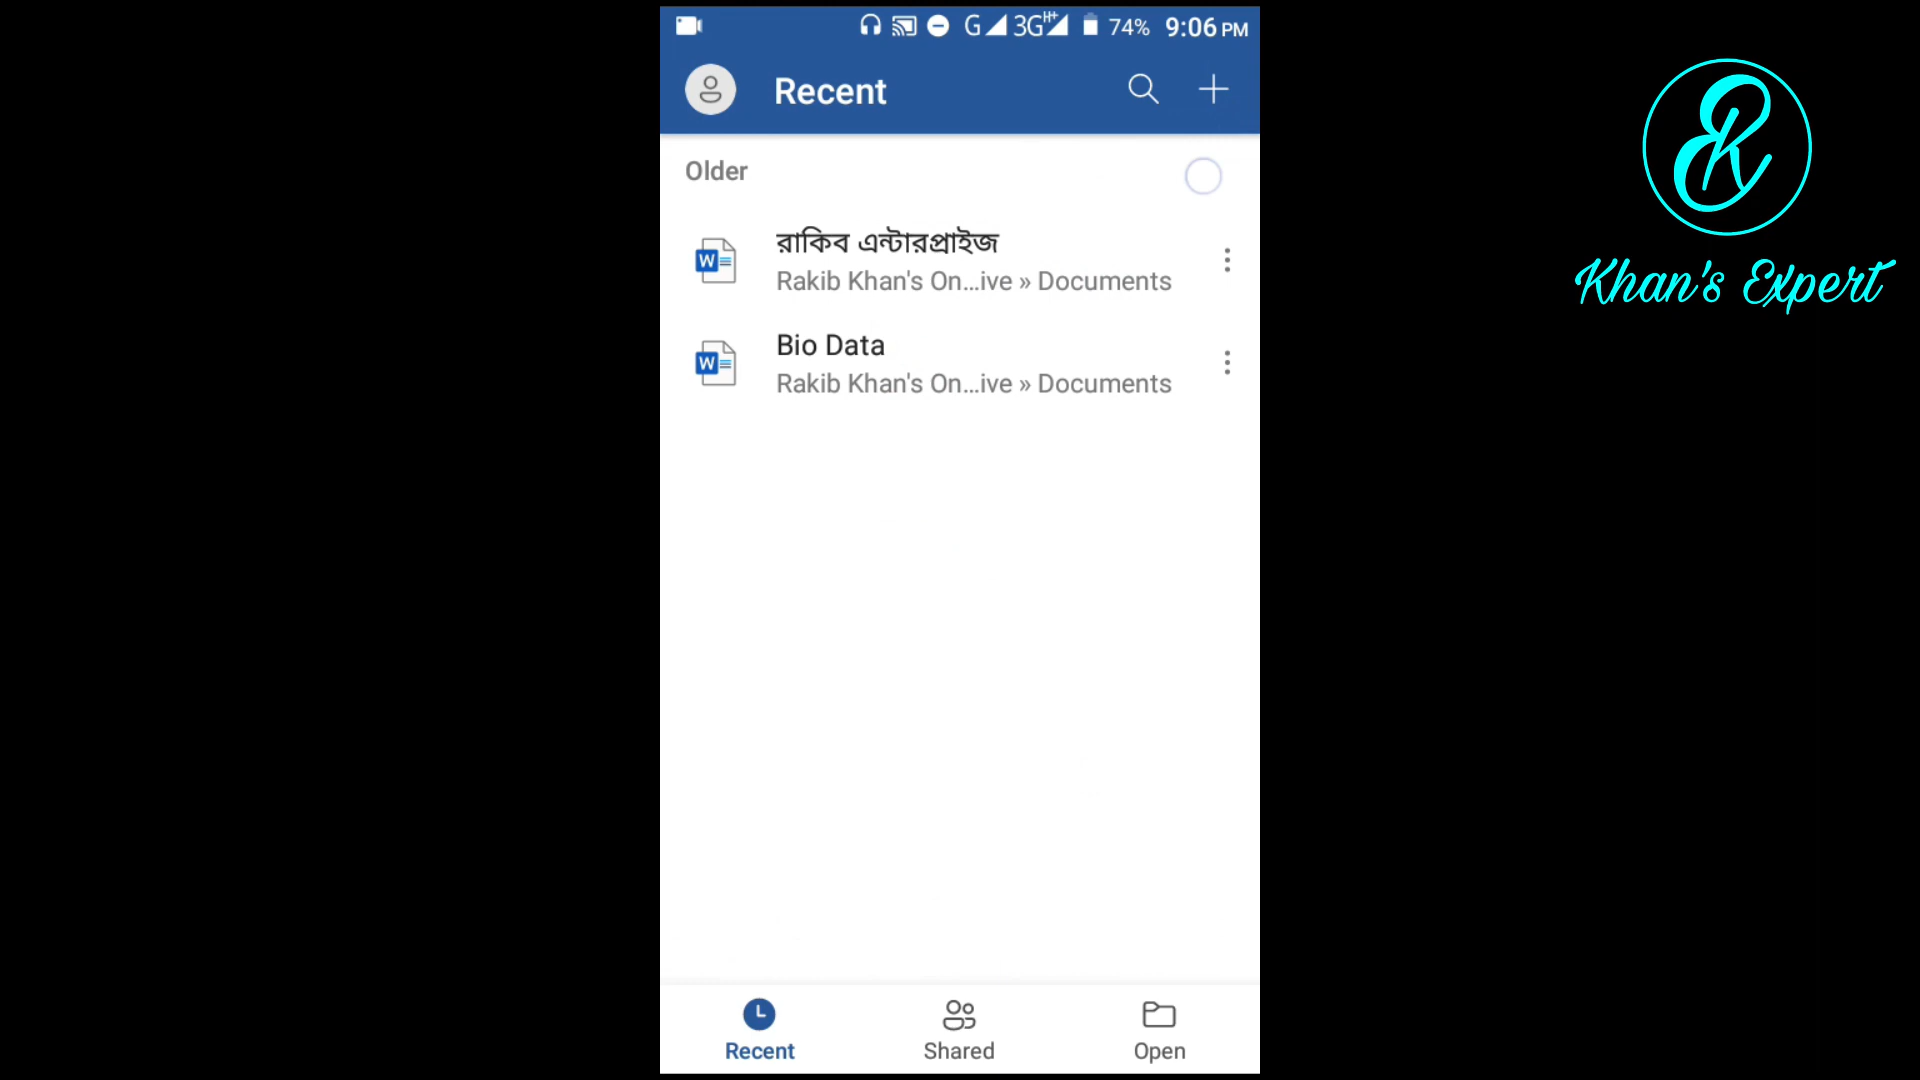 G 3G H+ 74% 9:06 PM
Recent
Older
রাকিব এন্টারপ্রাইজ
Rakib Khan's On...ive » Documents
Bio Data
Rakib Khan's On...ive » Documents
Recent
Shared
Open
Khan's Expert